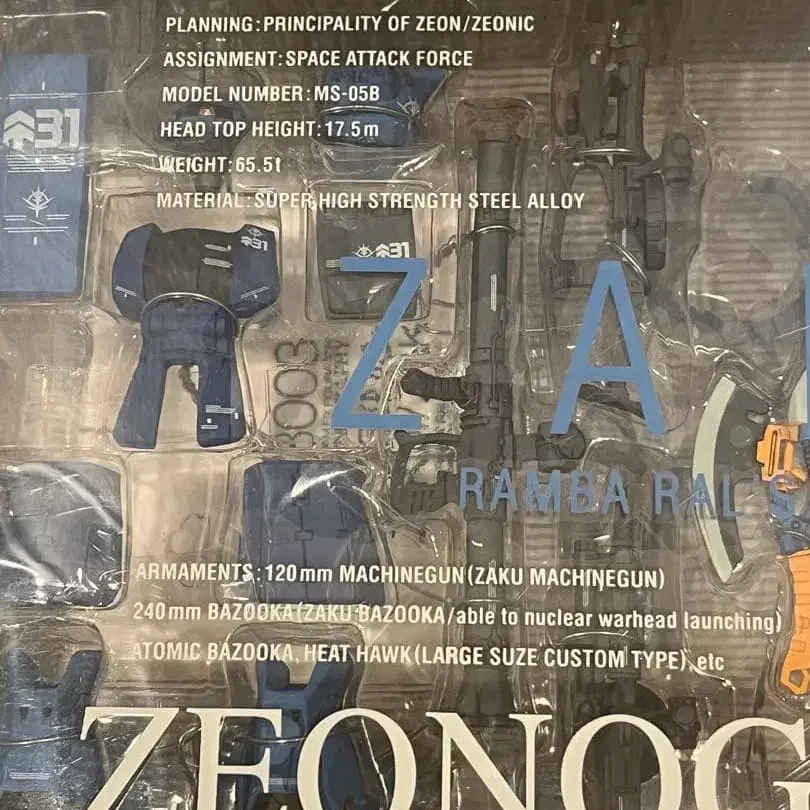 PLANNING:PRINCIPALITY OF ZEON/ZEONIC
ASSIGNMENT:SPACE ATTACK FORCE
MODEL NUMBER:MS-05B
HEAD TOP HEIGHT:17.5m
WEIGHT:65.5t
MATERIAL:SUPER HIGH STRENGTH STEEL ALLOY
31
31
31
ZA
RAMBA RAL'S
ARMAMENTS:120mm MACHINEGUN(ZAKU MACHINEGUN)
240mm BAZOOKA(ZAKU BAZOOKA/able to nuclear warhead launching)
ATOMIC BAZOOKA, HEAT HAWK(LARGE SUZE CUSTOM TYPE), etc
ZEONOG